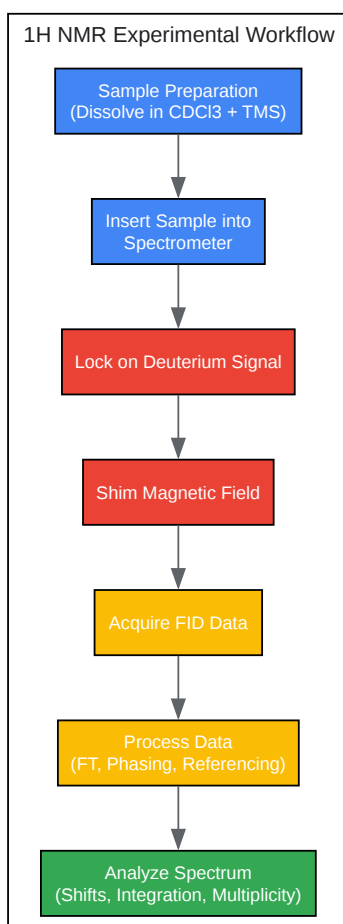 1H NMR Experimental Workflow
Sample Preparation
(Dissolve in CDCl3 + TMS)
Insert Sample into
Spectrometer
Lock on Deuterium Signal
Shim Magnetic Field
Acquire FID Data
Process Data
(FT, Phasing, Referencing)
Analyze Spectrum
(Shifts, Integration, Multiplicity)